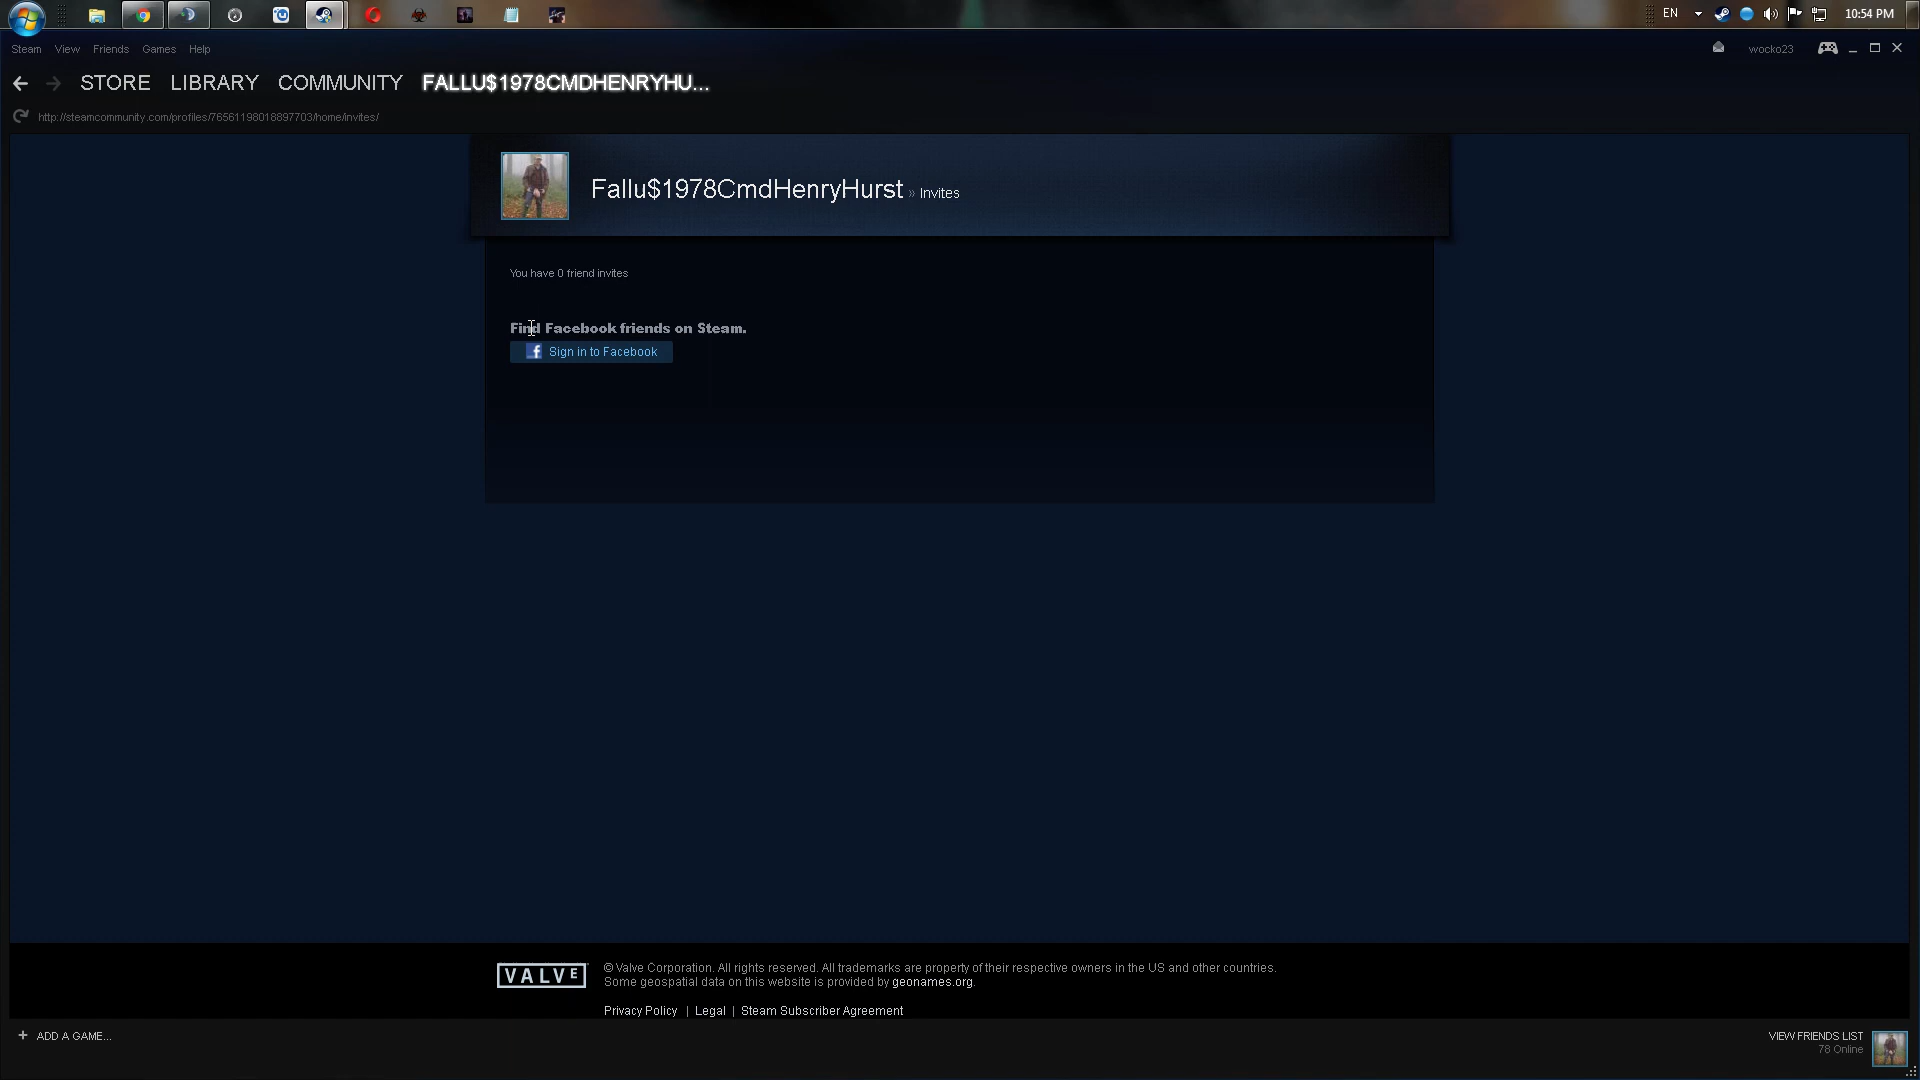 EN
10:54 PM
Steam View Friends Games Help
wocko23
STORE LIBRARY COMMUNITY FALLU$1978CMDHENRYHU...
http://steamcommunity.com/profiles/76561198018897703/home/invites/
Fallu$1978CmdHenryHurst » Invites
You have 0 friend invites
Find Facebook friends on Steam.
f Sign in to Facebook
VALVE
© Valve Corporation. All rights reserved. All trademarks are property of their respective owners in the US and other countries.
Some geospatial data on this website is provided by geonames.org.
Privacy Policy | Legal | Steam Subscriber Agreement
+ ADD A GAME...
VIEW FRIENDS LIST
78 Online